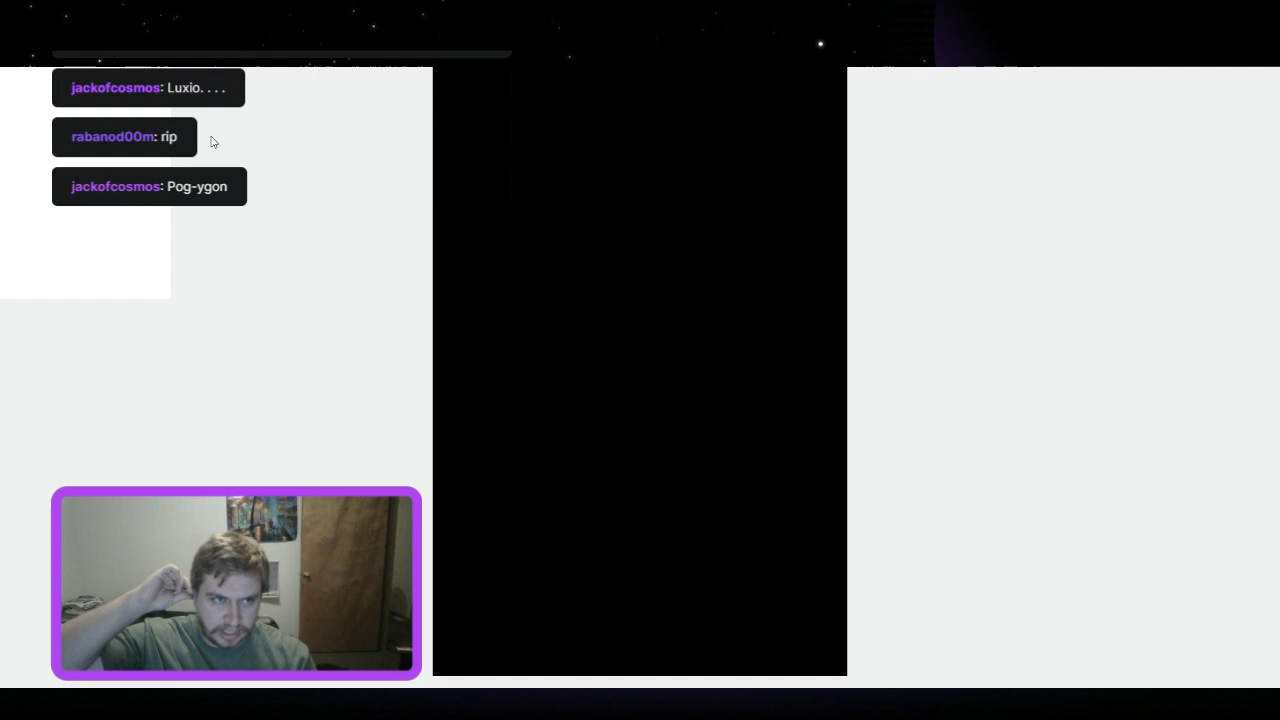 jackofcosmos: Luxio. . . .
rabanod00m: rip
jackofcosmos: Pog-ygon